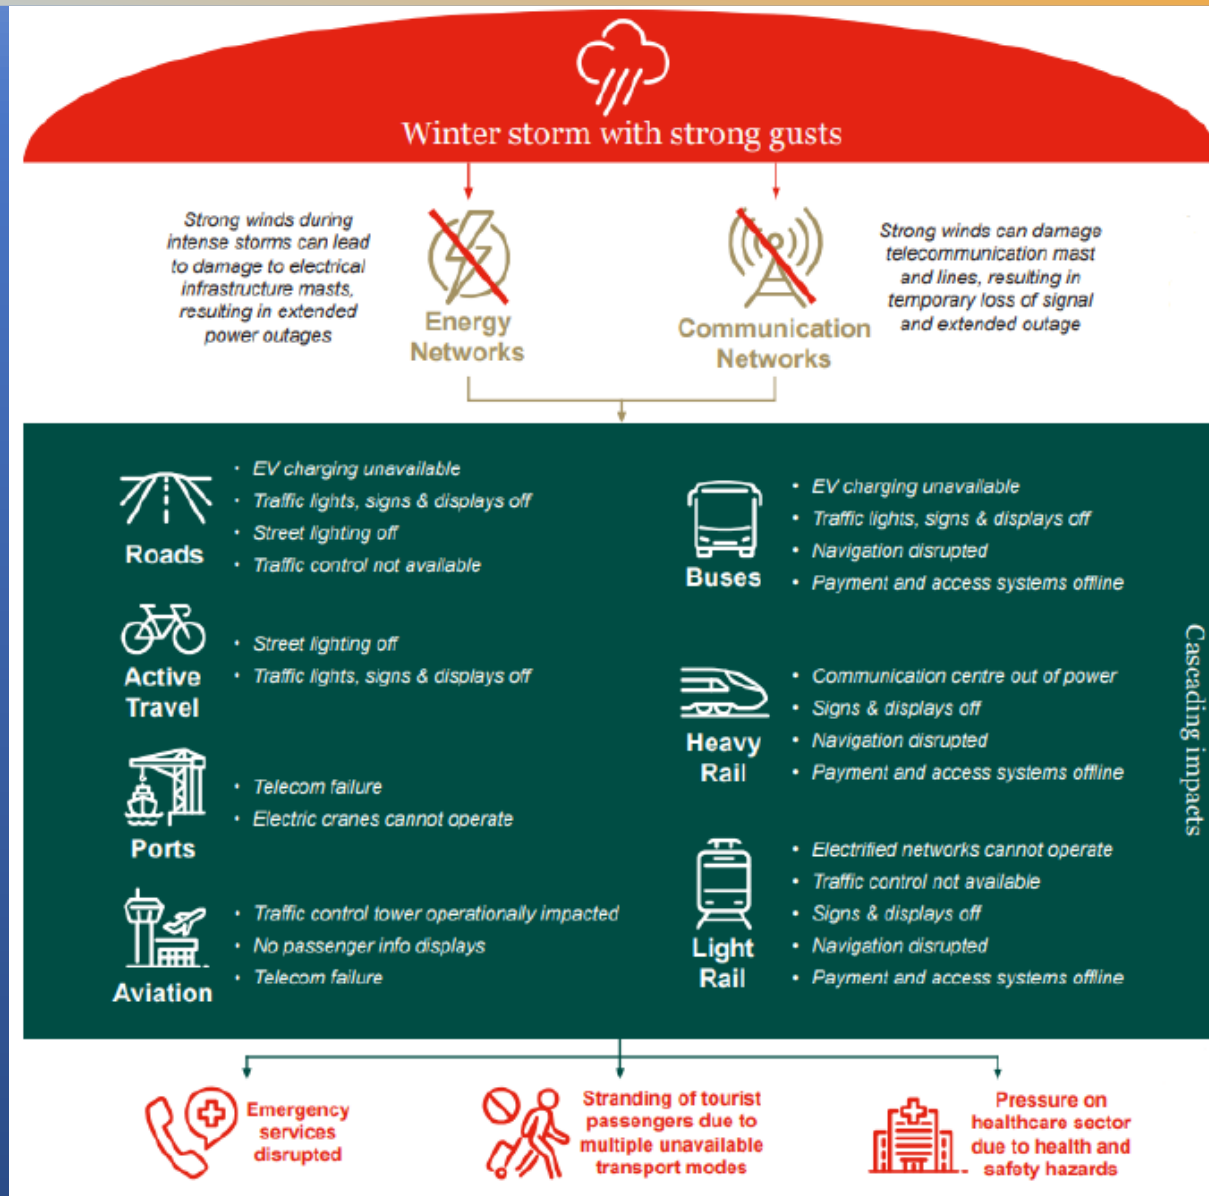 Winter storm with strong gusts
Strong winds during
intense storms can lead
to damage to electrical
infrastructure masts,
resulting in extended
power outages
Energy
Networks
Communication
Networks
Strong winds can damage
telecommunication mast
and lines, resulting in
temporary loss of signal
and extended outage
Roads
• EV charging unavailable
• Traffic lights, signs & displays off
• Street lighting off
• Traffic control not available
Active
Travel
• Street lighting off
• Traffic lights, signs & displays off
Ports
• Telecom failure
• Electric cranes cannot operate
Aviation
• Traffic control tower operationally impacted
• No passenger info displays
• Telecom failure
Buses
• EV charging unavailable
• Traffic lights, signs & displays off
• Navigation disrupted
• Payment and access systems offline
Heavy
Rail
• Communication centre out of power
• Signs & displays off
• Navigation disrupted
• Payment and access systems offline
Light
Rail
• Electrified networks cannot operate
• Traffic control not available
• Signs & displays off
• Navigation disrupted
• Payment and access systems offline
Cascading impacts
Emergency
services
disrupted
Stranding of tourist
passengers due to
multiple unavailable
transport modes
Pressure on
healthcare sector
due to health and
safety hazards